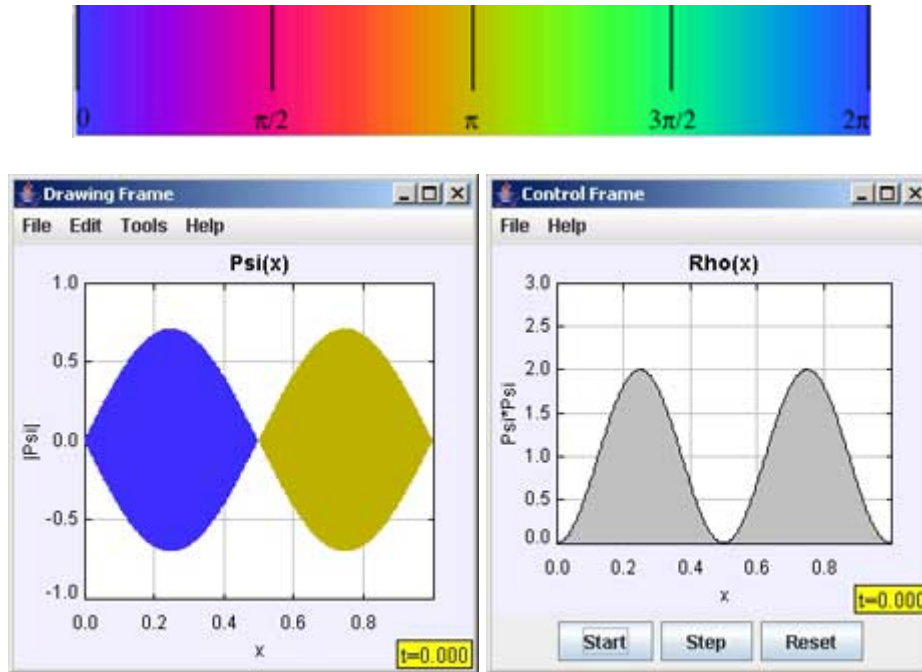 0 π/2 π 3π/2 2π
Drawing Frame
File Edit Tools Help
Psi(x)
1.0
0.5
0.0
-0.5
-1.0
|Psi|
0.0 0.2 0.4 0.6 0.8
x
t=0.000
Control Frame
File Help
Rho(x)
3.0
2.5
2.0
1.5
1.0
0.5
0.0
Psi*Psi
0.0 0.2 0.4 0.6 0.8
x
t=0.000
Start Step Reset